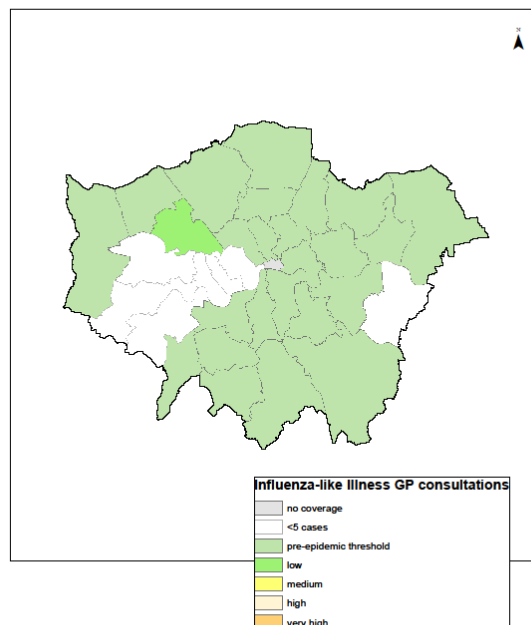 Influenza-like Illness GP consultations
no coverage
<5 cases
pre-epidemic threshold
low
medium
high
very high